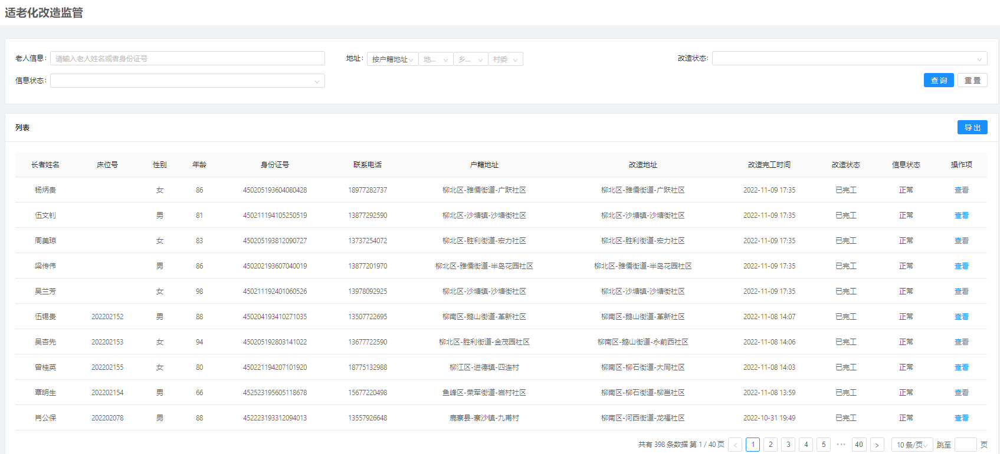 适老化改造监管
老人信息: 请输入老人姓名或者身份证号 地址: 按户籍地址 地... 乡... 村委 改造状态:
信息状态: 查 询 重 置
列表 导 出
长者姓名 床位号 性别 年龄 身份证号 联系电话 户籍地址 改造地址 改造完工时间 改造状态 信息状态 操作项
杨炳贵 女 86 450205193604080428 18977282737 柳北区-雅儒街道-广跃社区 柳北区-雅儒街道-广跃社区 2022-11-09 17:35 已完工 正常 查看
伍文钊 男 81 450211194105250519 13877292590 柳北区-沙塘镇-沙塘街社区 柳北区-沙塘镇-沙塘街社区 2022-11-09 17:35 已完工 正常 查看
周美琼 女 83 450205193812090727 13737254072 柳北区-胜利街道-宏力社区 柳北区-胜利街道-宏力社区 2022-11-09 17:35 已完工 正常 查看
梁传伟 男 86 450202193607040019 13877201970 柳北区-雅儒街道-半岛花园社区 柳北区-雅儒街道-半岛花园社区 2022-11-09 17:35 已完工 正常 查看
吴兰芳 女 98 450211192401060526 13978092925 柳北区-沙塘镇-沙塘街社区 柳北区-沙塘镇-沙塘街社区 2022-11-09 17:35 已完工 正常 查看
伍锡贵 202202152 男 88 450204193410271035 13507722695 柳南区-鹅山街道-革新社区 柳南区-鹅山街道-革新社区 2022-11-08 14:07 已完工 正常 查看
吴杏先 202202153 女 94 450205192803141022 13677722590 柳北区-胜利街道-金茂园社区 柳南区-鹅山街道-永前西社区 2022-11-08 14:06 已完工 正常 查看
曾桂英 202202155 女 80 450221194207101920 18775132988 柳江区-进德镇-四连村 柳南区-柳石街道-大同社区 2022-11-08 14:03 已完工 正常 查看
覃明生 202202154 男 66 452523195605118678 15677220498 鱼峰区-荣军街道-岩村社区 柳南区-柳石街道-柳邕社区 2022-11-08 13:59 已完工 正常 查看
肖公保 202202078 男 88 452223193312094013 13557926648 鹿寨县-寨沙镇-九甫村 柳南区-河西街道-龙福社区 2022-10-31 19:49 已完工 正常 查看
共有 398 条数据 第 1 / 40 页 < 1 2 3 4 5 ••• 40 > 10 条/页 跳至 页